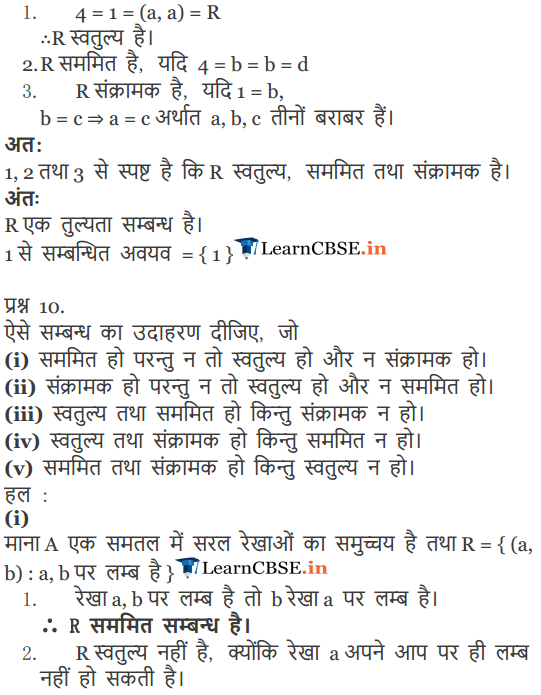 1. 4 = 1 = (a, a) = R
∴R स्वतुल्य है।
2. R सममित है, यदि 4 = b = b = d
3. R संक्रामक है, यदि 1 = b,
b = c ⇒ a = c अर्थात a, b, c तीनों बराबर हैं।
अत:
1, 2 तथा 3 से स्पष्ट है कि R स्वतुल्य, सममित तथा संक्रामक है।
अंतः
R एक तुल्यता सम्बन्ध है।
1 से सम्बन्धित अवयव = { 1 } LearnCBSE.in
प्रश्न 10.
ऐसे सम्बन्ध का उदाहरण दीजिए, जो
(i) सममित हो परन्तु न तो स्वतुल्य हो और न संक्रामक हो।
(ii) संक्रामक हो परन्तु न तो स्वतुल्य हो और न सममित हो।
(iii) स्वतुल्य तथा सममित हो किन्तु संक्रामक न हो।
(iv) स्वतुल्य तथा संक्रामक हो किन्तु सममित न हो।
(v) सममित तथा संक्रामक हो किन्तु स्वतुल्य न हो।
हल :
(i)
माना A एक समतल में सरल रेखाओं का समुच्चय है तथा R = { (a,
b) : a, b पर लम्ब है } LearnCBSE.in
1. रेखा a, b पर लम्ब है तो b रेखा a पर लम्ब है।
∴ R सममित सम्बन्ध है।
2. R स्वतुल्य नहीं है, क्योंकि रेखा a अपने आप पर ही लम्ब
नहीं हो सकती है।